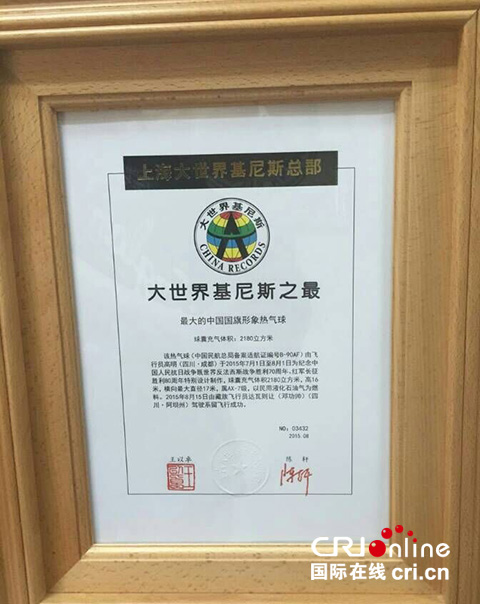 上海大世界基尼斯总部
大世界基尼斯
CHINA RECORDS
大世界基尼斯之最
最大的中国国旗形象热气球
球囊充气体积：2180立方米
该热气球（中国民航总局备案适航证编号B-90AF）由飞
行员高明（四川·成都）于2015年7月1日至8月1日为纪念中
国人民抗日战争既世界反法西斯战争胜利70周年、红军长征
胜利80周年特别设计制作，球囊充气体积2180立方米，高16
米，横向最大直径17米，属AX-7级，以民用液化石油气为燃
料。2015年8月15日由藏族飞行员达瓦则让（邓功帅）（四
川·阿坝州）驾驶系留飞行成功。
NO：03432
2015.08
王议卓 陈轩
CRI Online
国际在线 cri.cn